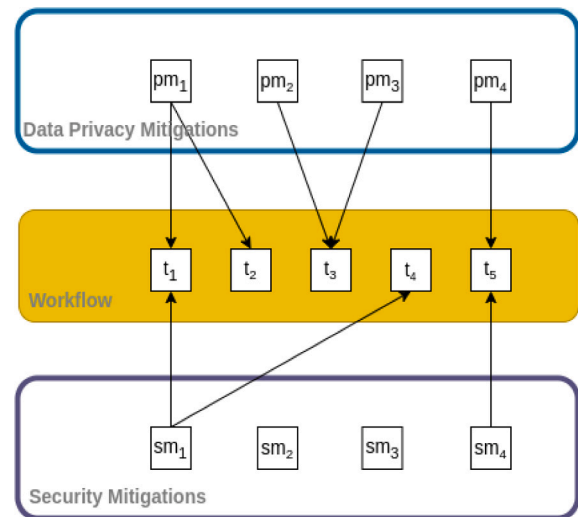 pm₁ pm₂ pm₃ pm₄
Data Privacy Mitigations
t₁ t₂ t₃ t₄ t₅
Workflow
sm₁ sm₂ sm₃ sm₄
Security Mitigations